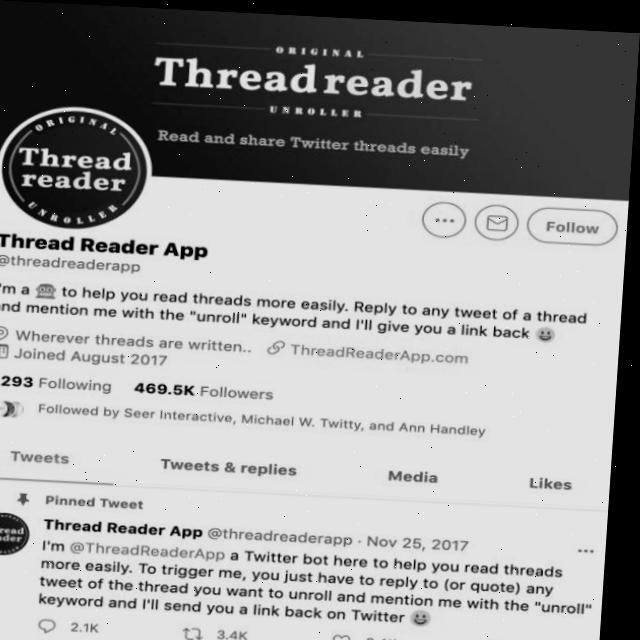 ORIGINAL
Thread reader
UNROLLER
Read and share Twitter threads easily
ORIGINAL
Thread
reader
UNROLLER
Follow
Thread Reader App
@threadreaderapp
I'm a 🤖 to help you read threads more easily. Reply to any tweet of a thread
and mention me with the "unroll" keyword and I'll give you a link back 😀
Wherever threads are written.. ThreadReaderApp.com
Joined August 2017
293 Following 469.5K Followers
Followed by Seer Interactive, Michael W. Twitty, and Ann Handley
Tweets Tweets & replies Media Likes
Pinned Tweet
Thread Reader App @threadreaderapp · Nov 25, 2017
I'm @ThreadReaderApp a Twitter bot here to help you read threads
more easily. To trigger me, you just have to reply to (or quote) any
tweet of the thread you want to unroll and mention me with the "unroll"
keyword and I'll send you a link back on Twitter 😀
2.1K 3.4K